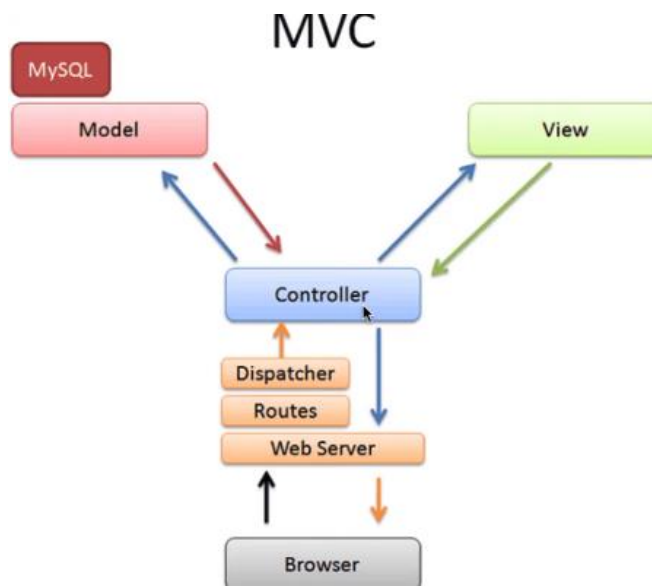 MVC
MySQL
Model
View
Controller
Dispatcher
Routes
Web Server
Browser